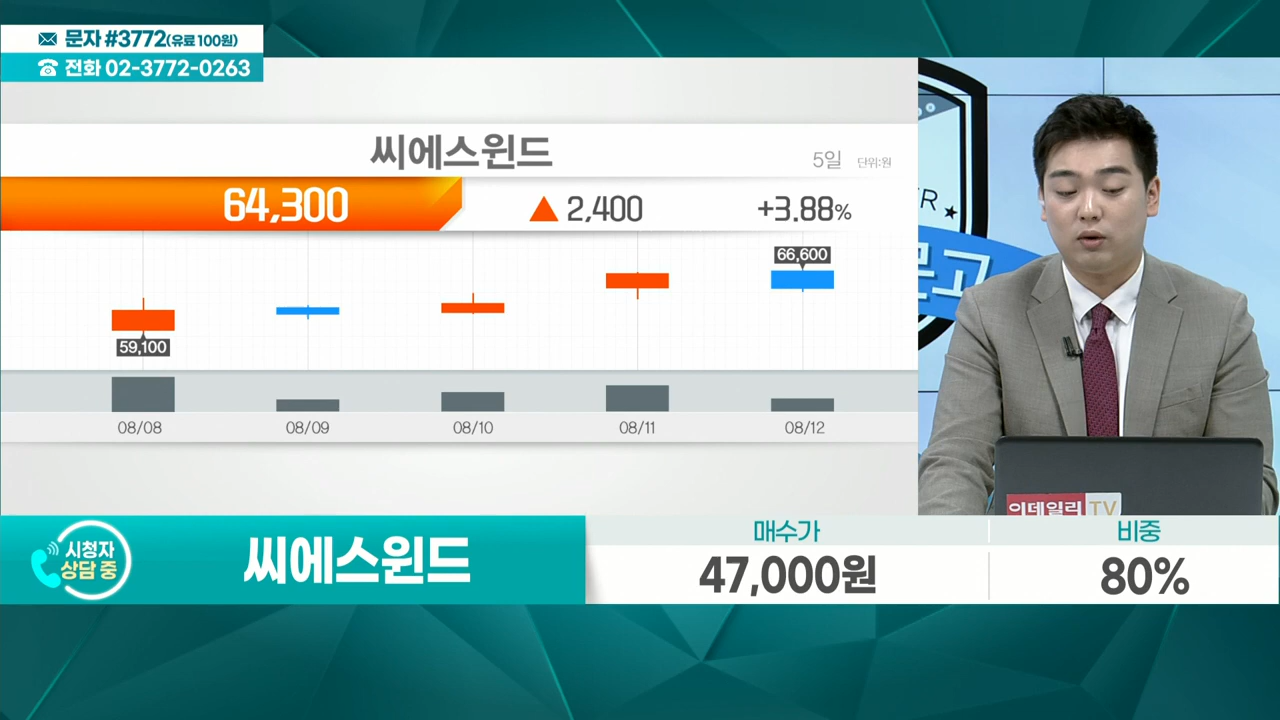 문자 #3772(유료 100원)
전화 02-3772-0263
씨에스윈드
5일 단위:원
64,300 ▲ 2,400 +3.88%
66,600
59,100
08/08 08/09 08/10 08/11 08/12
이데일리 TV
시청자
상담 중
씨에스윈드
매수가 비중
47,000원 80%